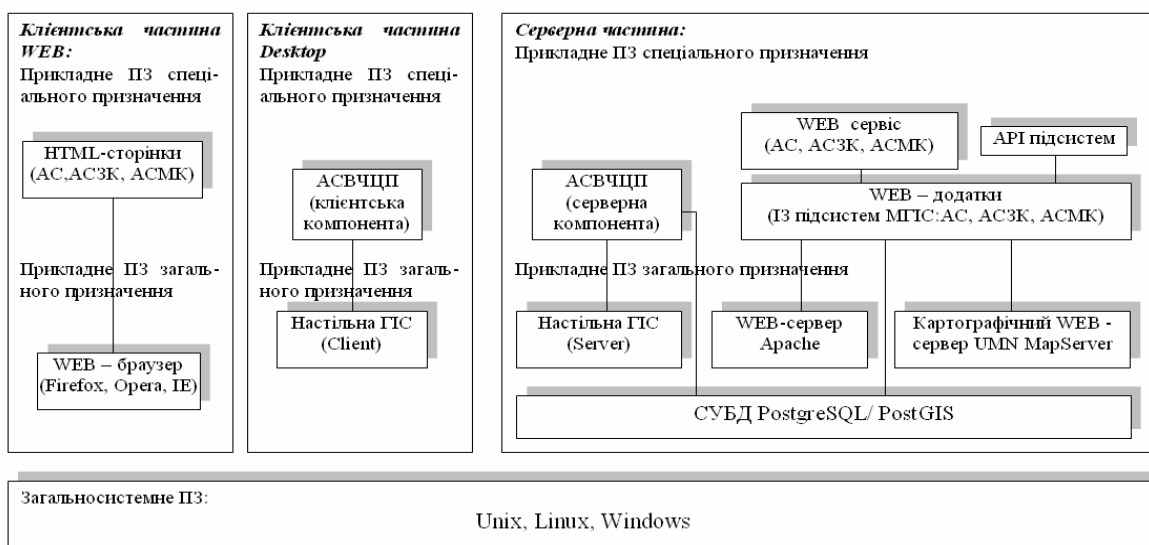 Клієнтська частина
WEB:
Прикладне ПЗ спеці-
ального призначення
HTML-сторінки
(АС,АСЗК, АСМК)
Прикладне ПЗ загаль-
ного призначення
WEB – браузер
(Firefox, Opera, IE)
Клієнтська частина
Desktop
Прикладне ПЗ спеці-
ального призначення
АСВЧЦП
(клієнтська
компонента)
Прикладне ПЗ загаль-
ного призначення
Настільна ГІС
(Client)
Серверна частина:
Прикладне ПЗ спеціального призначення
WEB сервіс
(АС, АСЗК, АСМК)
API підсистем
АСВЧЦП
(серверна
компонента)
WEB – додатки
(ІЗ підсистем МГІС:АС, АСЗК, АСМК)
Прикладне ПЗ загального призначення
Настільна ГІС
(Server)
WEB-сервер
Apache
Картографічний WEB -
сервер UMN MapServer
СУБД PostgreSQL/ PostGIS
Загальносистемне ПЗ:
Unix, Linux, Windows